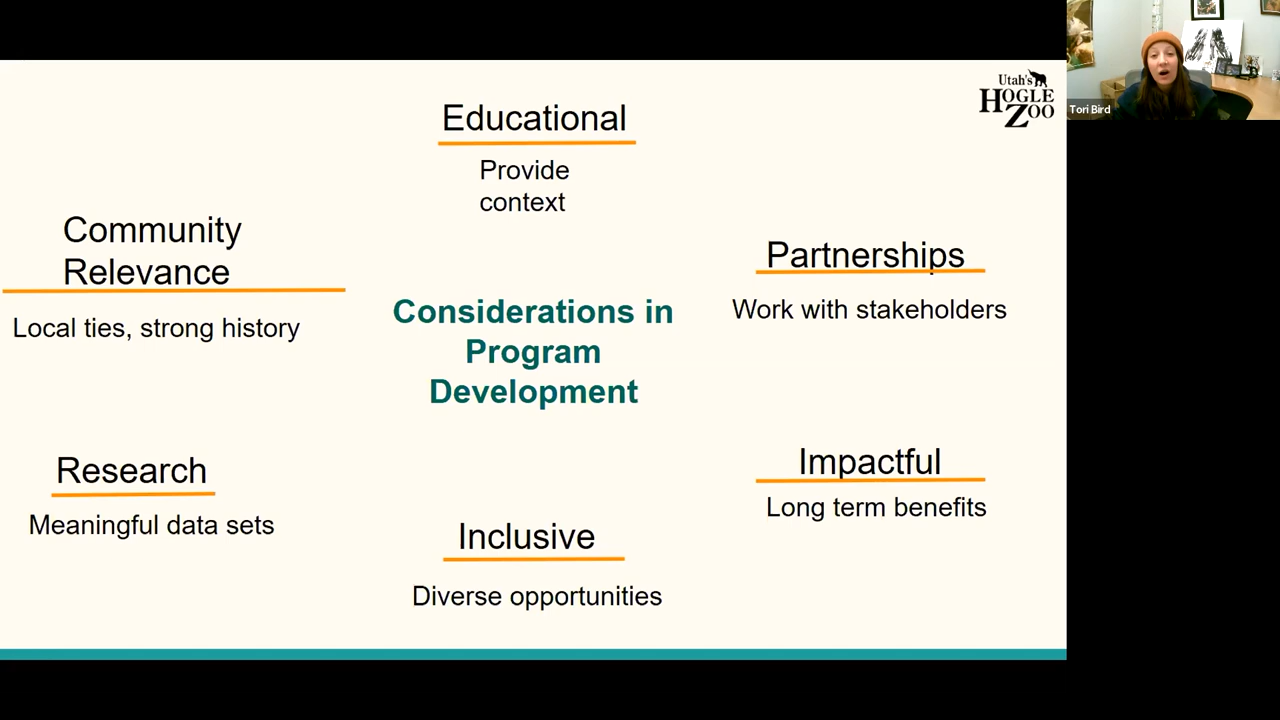 Educational
Provide
context
Utah's
HOGLE
ZOO
Tori Bird
Community
Relevance
Local ties, strong history
Partnerships
Work with stakeholders
Considerations in
Program
Development
Research
Meaningful data sets
Impactful
Long term benefits
Inclusive
Diverse opportunities